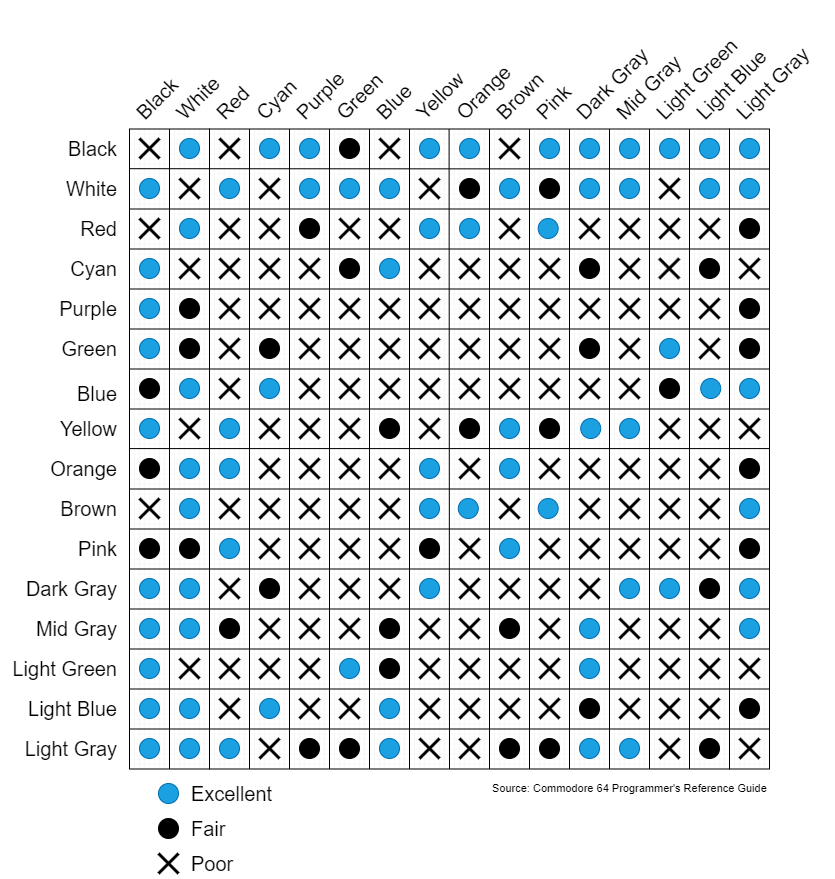 Black White Red Cyan Purple Green Blue Yellow Orange Brown Pink Dark Gray Mid Gray Light Green Light Blue Light Gray
Black
White
Red
Cyan
Purple
Green
Blue
Yellow
Orange
Brown
Pink
Dark Gray
Mid Gray
Light Green
Light Blue
Light Gray
Source: Commodore 64 Programmer's Reference Guide
Excellent
Fair
Poor